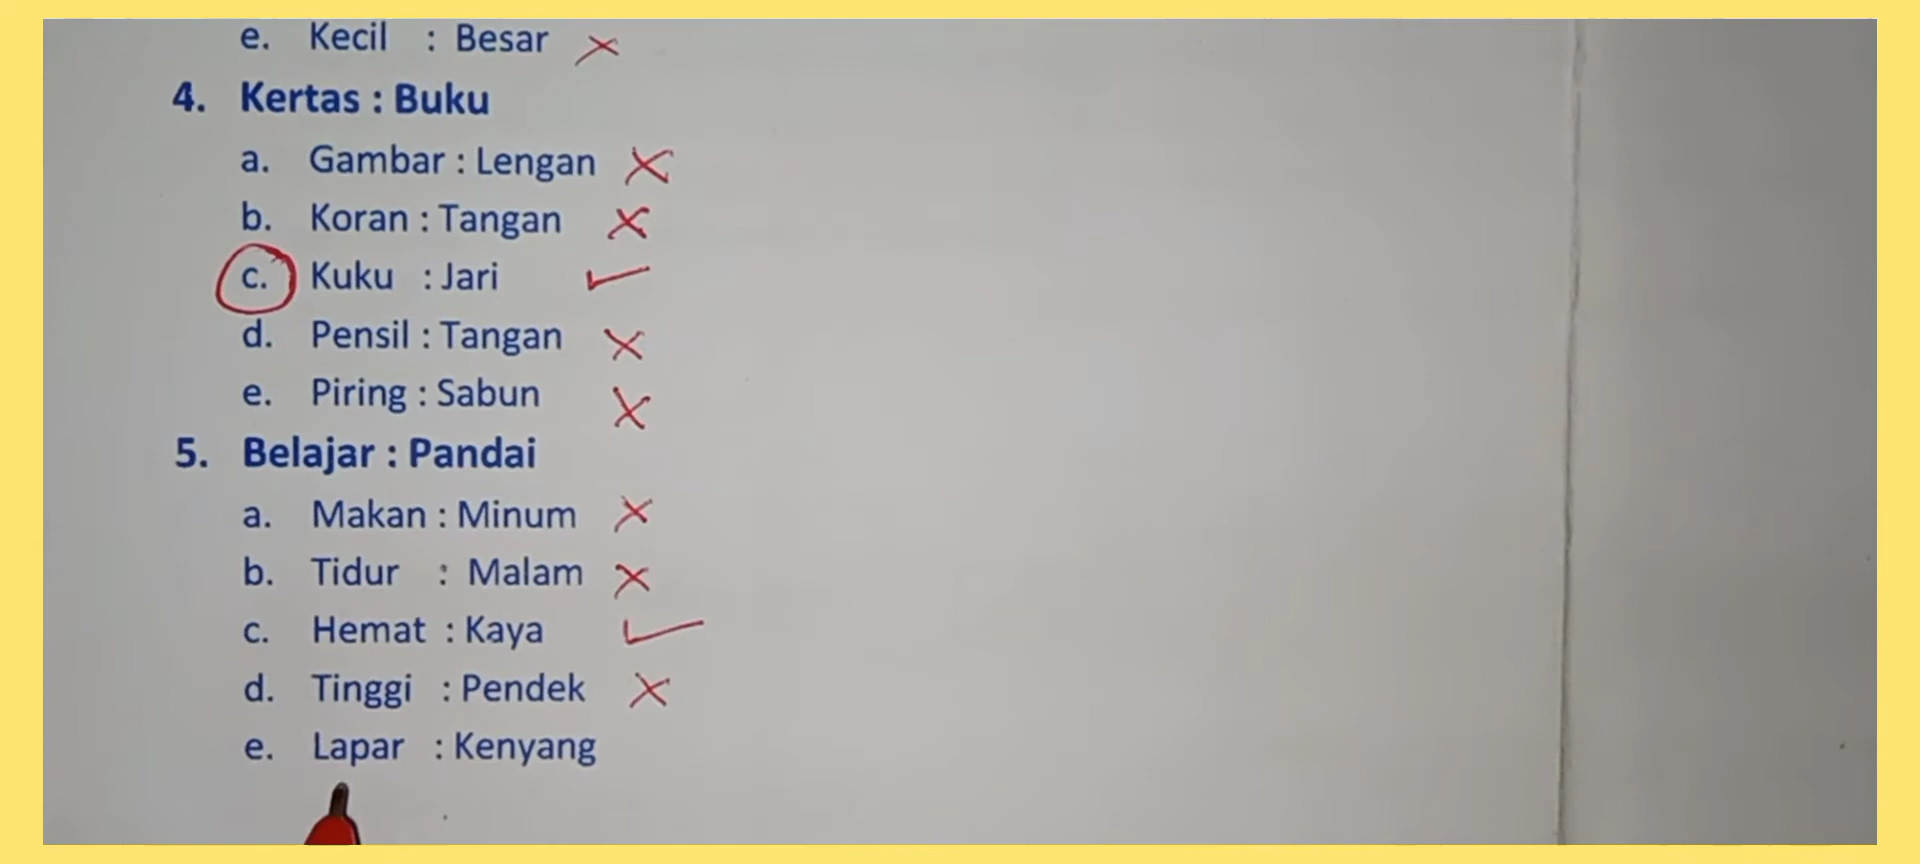 e. Kecil : Besar
4. Kertas : Buku
a. Gambar : Lengan
b. Koran : Tangan
c. Kuku : Jari
d. Pensil : Tangan
e. Piring : Sabun
5. Belajar : Pandai
a. Makan : Minum
b. Tidur : Malam
c. Hemat : Kaya
d. Tinggi : Pendek
e. Lapar : Kenyang